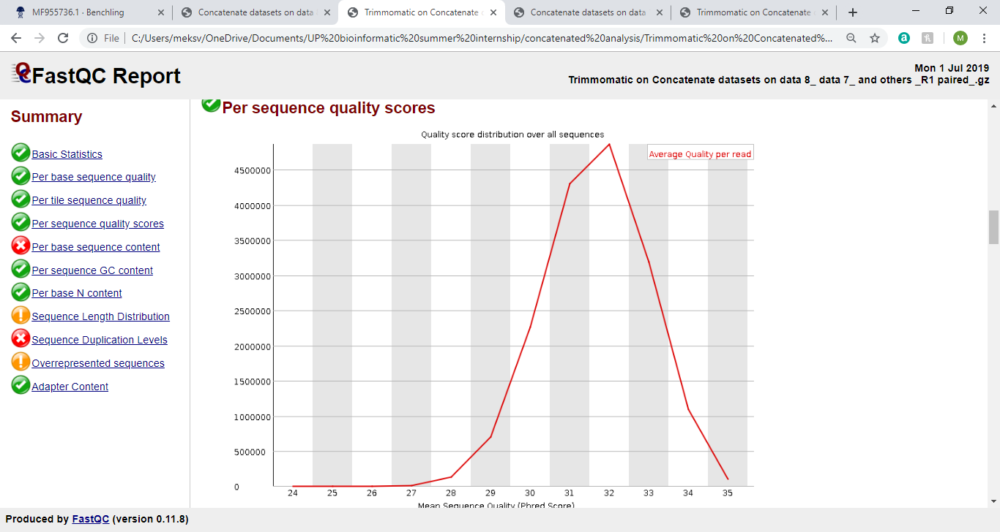 MF955736.1 · Benchling
Concatenate datasets on data
Trimmomatic on Concatenate
Concatenate datasets on data
Trimmomatic on Concatenate
File
C:/Users/meksv/OneDrive/Documents/UP%20bioinformatic%20summer%20internship/concatenated%20analysis/Trimmomatic%20on%20Concatenated%...
a
h
M
FastQC Report
Mon 1 Jul 2019
Trimmomatic on Concatenate datasets on data 8_ data 7_ and others _R1 paired_.gz
Summary
Basic Statistics
Per base sequence quality
Per tile sequence quality
Per sequence quality scores
Per base sequence content
Per sequence GC content
Per base N content
Sequence Length Distribution
Sequence Duplication Levels
Overrepresented sequences
Adapter Content
Per sequence quality scores
Quality score distribution over all sequences
Average Quality per read
4500000
4000000
3500000
3000000
2500000
2000000
1500000
1000000
500000
0
24 25 26 27 28 29 30 31 32 33 34 35
Mean Sequence Quality (Phred Score)
Produced by FastQC (version 0.11.8)